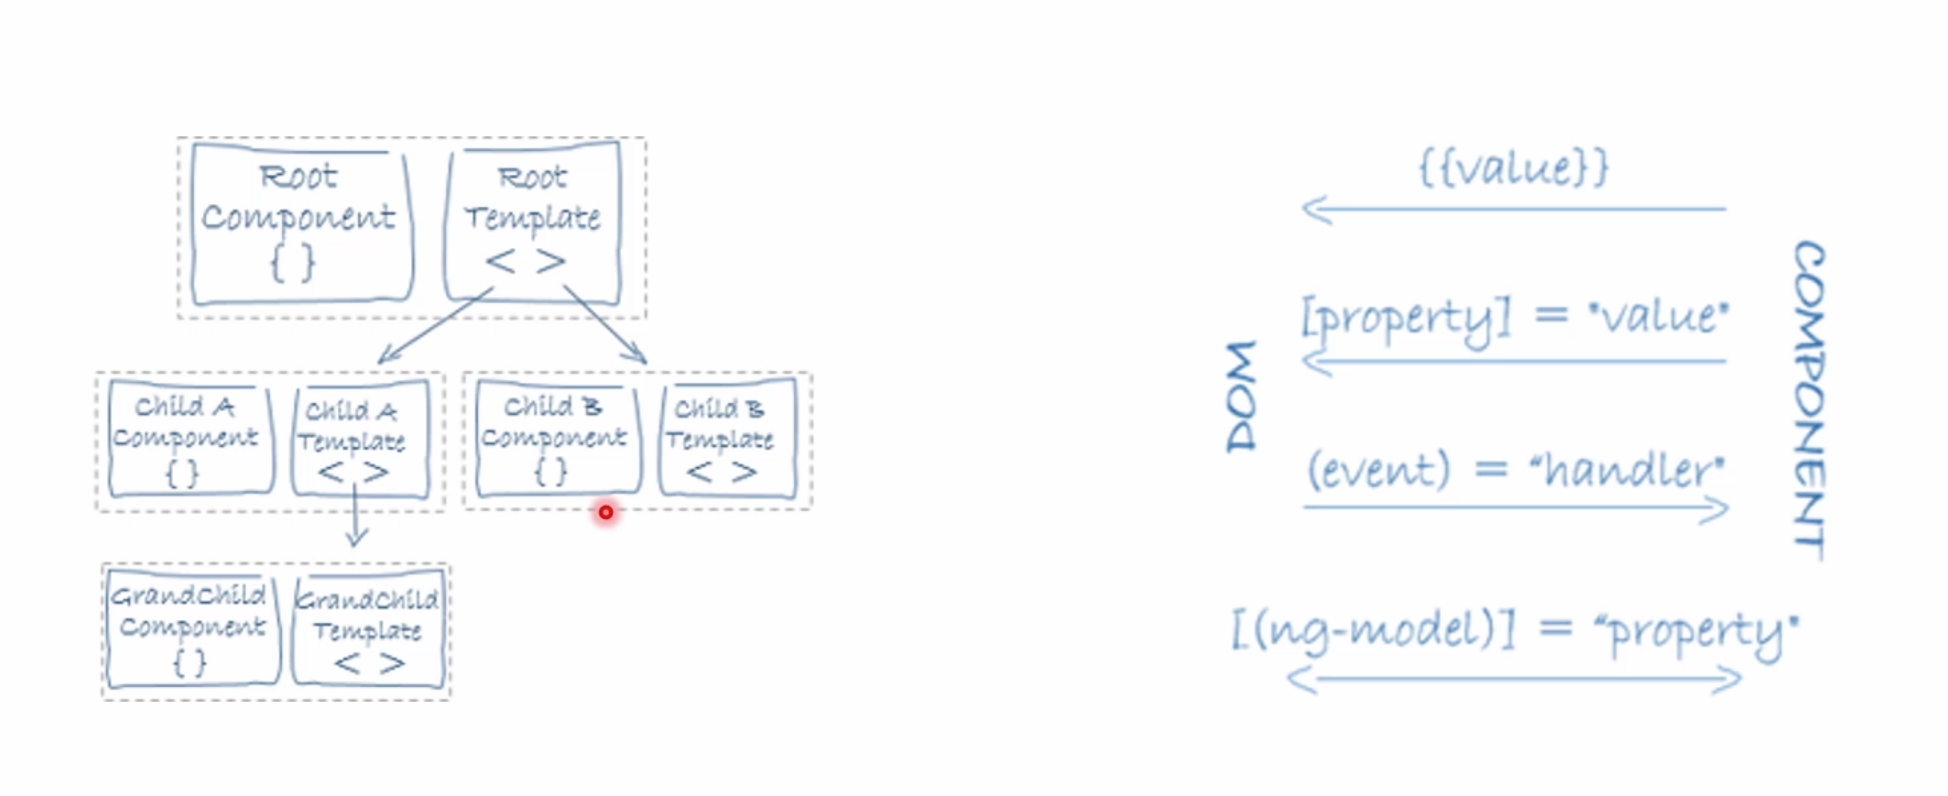 Root
Component
{ }
Root
Template
< >
Child A
Component
{ }
Child A
Template
< >
Child B
Component
{ }
Child B
Template
< >
GrandChild
Component
{ }
GrandChild
Template
< >
{{value}}
[property] = "value"
(event) = “handler"
[(ng-model)] = “property"
DOM
COMPONENT